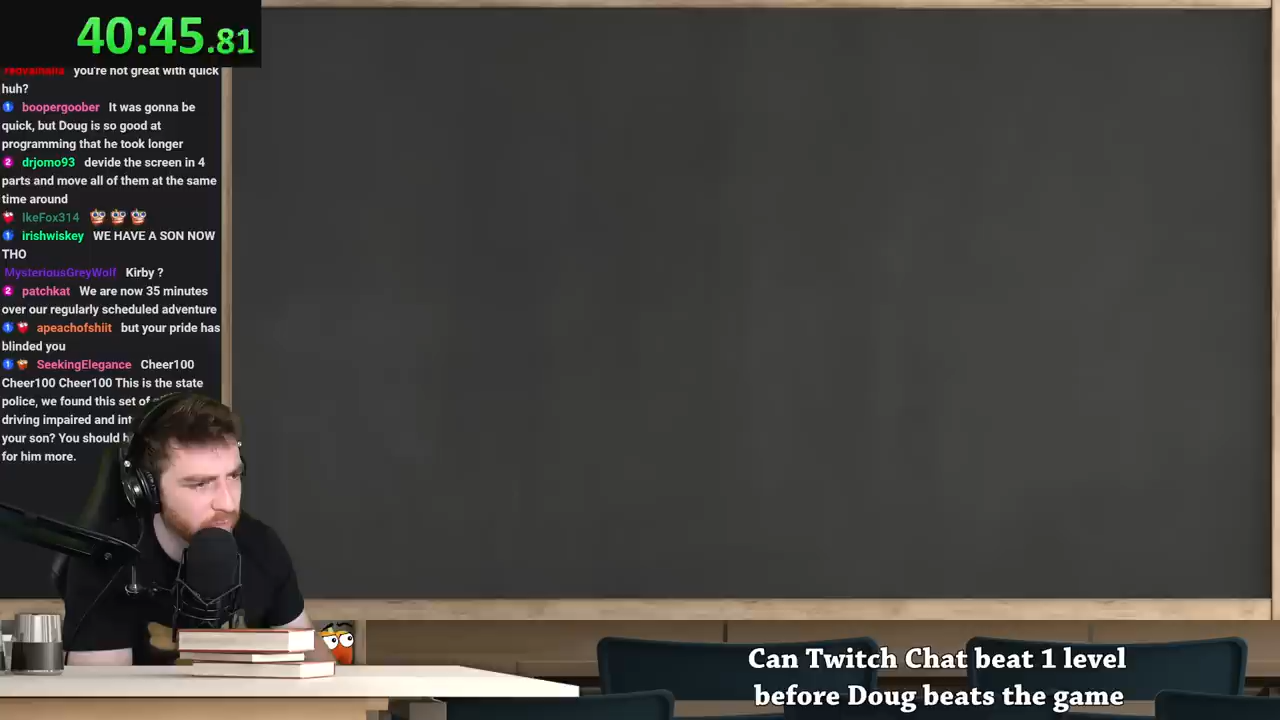 40:45.81
you're not great with quick
huh?
boopergoober It was gonna be
quick, but Doug is so good at
programming that he took longer
drjomo93 devide the screen in 4
parts and move all of them at the same
time around
IkeFox314
irishwiskey WE HAVE A SON NOW
THO
MysteriousGreyWolf Kirby ?
patchkat We are now 35 minutes
over our regularly scheduled adventure
apeachofshiit but your pride has
blinded you
SeekingElegance Cheer100
Cheer100 Cheer100 This is the state
police, we found this set of
driving impaired and
your son? You should
for him more.
Can Twitch Chat beat 1 level
before Doug beats the game